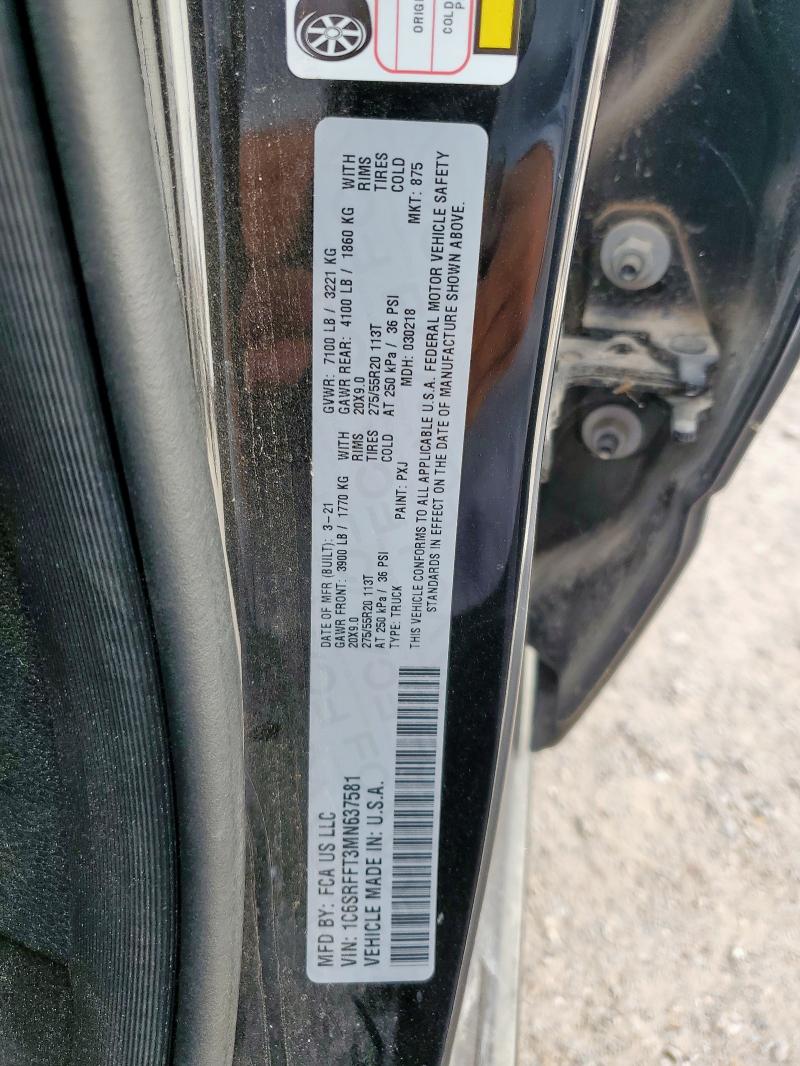 ORIGI
COLD
P
MFD BY: FCA US LLC
VIN: 1C6SRFFT3MN637581
VEHICLE MADE IN: U.S.A.
DATE OF MFR (BUILT): 3-21
GAWR FRONT: 3900 LB / 1770 KG WITH
20X9.0 RIMS
275/55R20 113T TIRES
AT 250 kPa / 36 PSI COLD
TYPE: TRUCK PAINT: PXJ
GVWR: 7100 LB / 3221 KG
GAWR REAR: 4100 LB / 1860 KG WITH
20X9.0 RIMS
275/55R20 113T TIRES
AT 250 kPa / 36 PSI COLD
MDH: 030218 MKT: 875
THIS VEHICLE CONFORMS TO ALL APPLICABLE U.S.A. FEDERAL MOTOR VEHICLE SAFETY
STANDARDS IN EFFECT ON THE DATE OF MANUFACTURE SHOWN ABOVE.